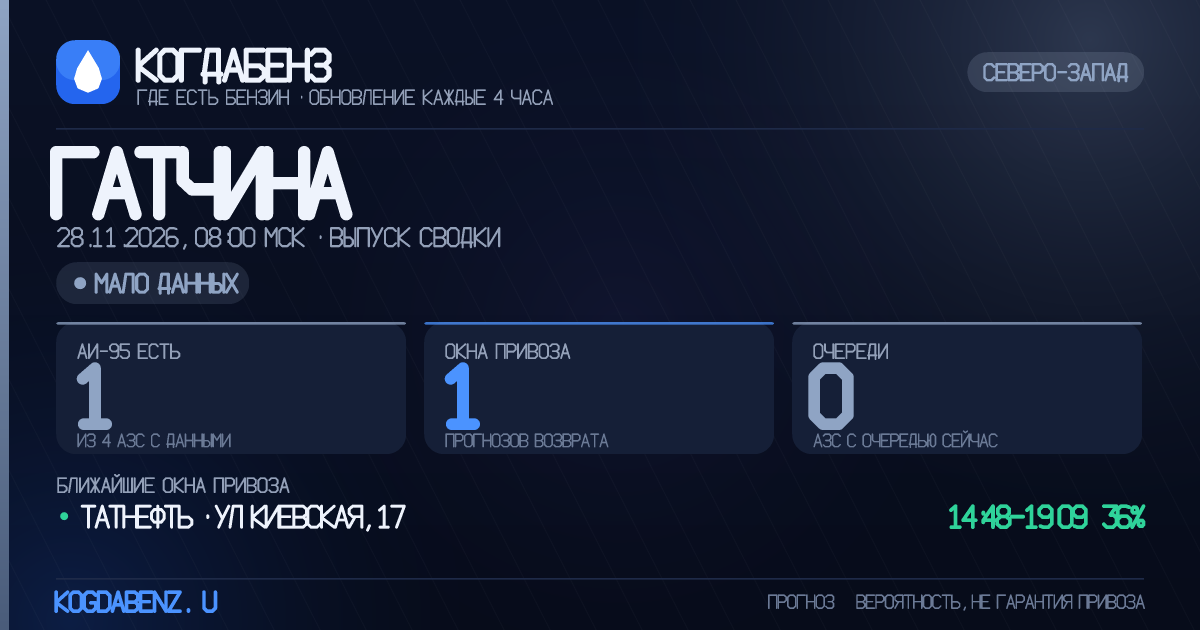 КОГДАБЕНЗ
ГДЕ ЕСТЬ БЕНЗИН · ОБНОВЛЕНИЕ КАЖДЫЕ 4 ЧАСА
СЕВЕРО-ЗАПАД
ГАТЧИНА
28.11.2026, 08:00 МСК · ВЫПУСК СВОДКИ
МАЛО ДАННЫХ
АИ-95 ЕСТЬ
1
ИЗ 4 АЗС С ДАННЫМИ
ОКНА ПРИВОЗА
1
ПРОГНОЗОВ ВОЗВРАТА
ОЧЕРЕДИ
0
АЗС С ОЧЕРЕДЬЮ СЕЙЧАС
БЛИЖАЙШИЕ ОКНА ПРИВОЗА
• ТАТНЕФТЬ · УЛ КИЕВСКАЯ, 17
14:48–19:09 36%
KOGDABENZ. U
ПРОГНОЗ ВЕРОЯТНОСТЬ, НЕ ГАРАНТИЯ ПРИВОЗА